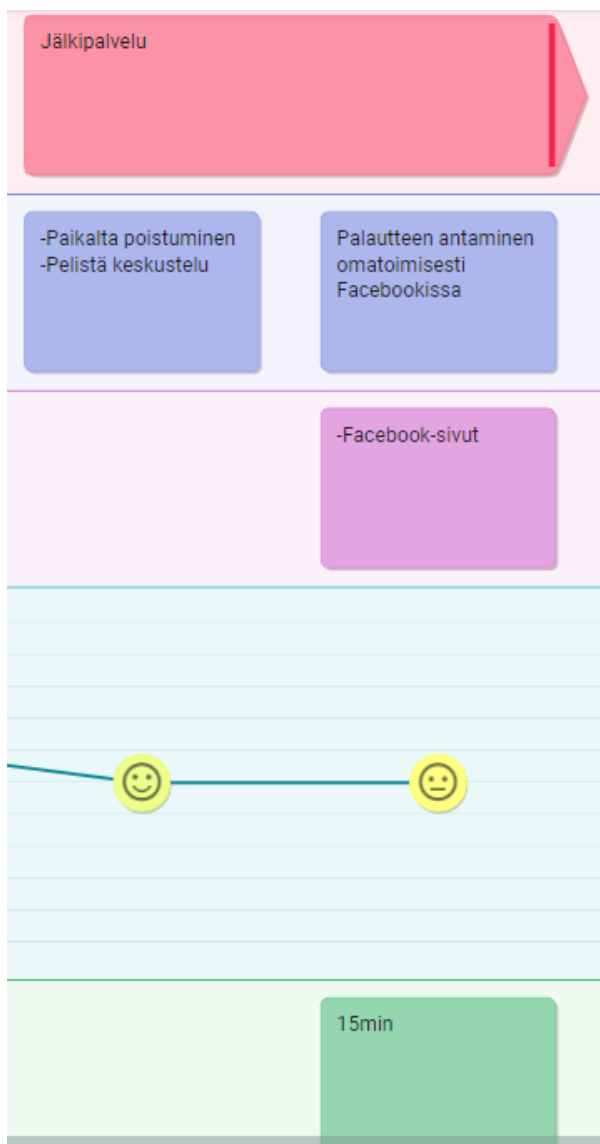 Jälkipalvelu
-Paikalta poistuminen
-Pelistä keskustelu
Palautteen antaminen
omatoimisesti
Facebookissa
-Facebook-sivut
15min